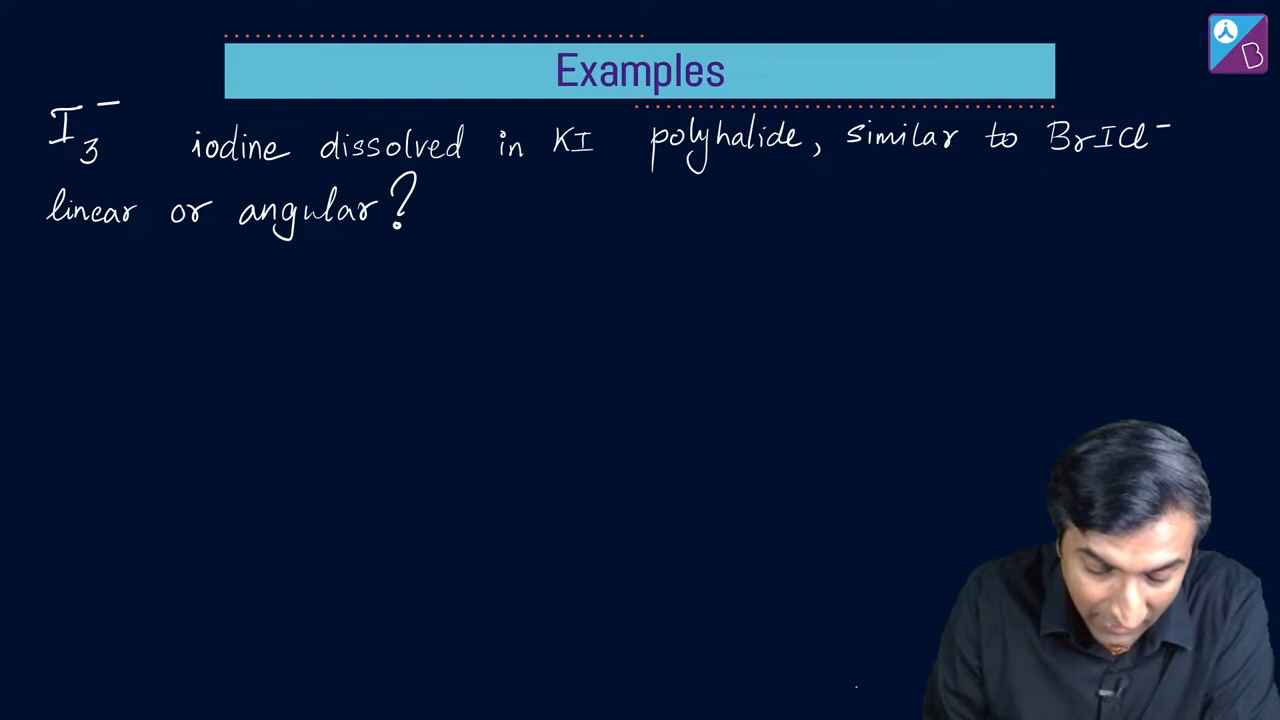 Examples
I₃⁻ iodine dissolved in KI polyhalide, similar to BrICl⁻
linear or angular?
B